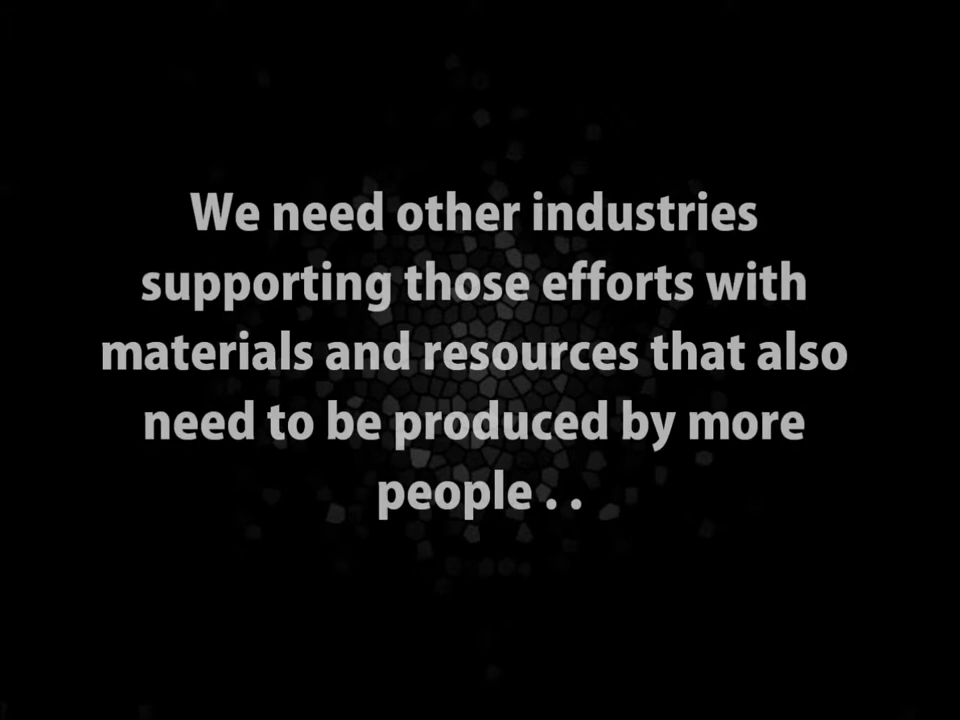 We need other industries
supporting those efforts with
materials and resources that also
need to be produced by more
people . .